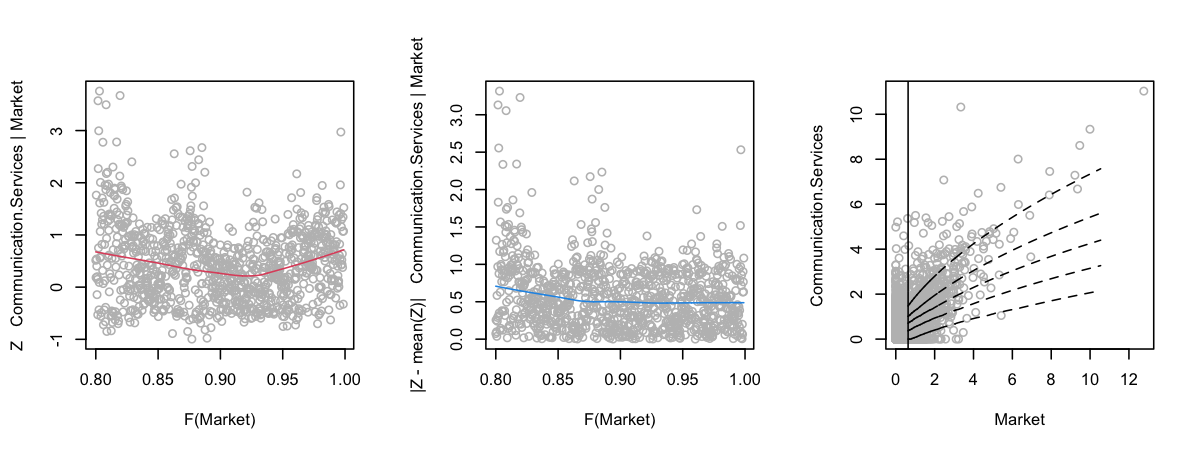 Z   Communication.Services | Market
-1 0 1 2 3
0.80 0.85 0.90 0.95 1.00
F(Market)
|Z - mean(Z)|   Communication.Services | Market
0.0 0.5 1.0 1.5 2.0 2.5 3.0
0.80 0.85 0.90 0.95 1.00
F(Market)
Communication.Services
0 2 4 6 8 10
0 2 4 6 8 10 12
Market